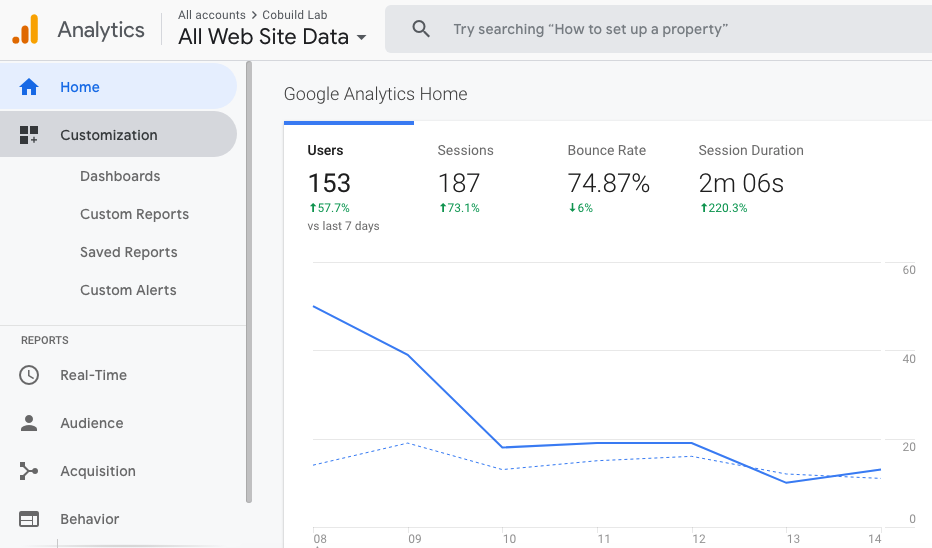 Analytics
All accounts > Cobuild Lab
All Web Site Data
Try searching “How to set up a property”
Home
Customization
Dashboards
Custom Reports
Saved Reports
Custom Alerts
REPORTS
Real-Time
Audience
Acquisition
Behavior
Google Analytics Home
Users
153
↑57.7%
vs last 7 days
Sessions
187
↑73.1%
Bounce Rate
74.87%
↓6%
Session Duration
2m 06s
↑220.3%
60
40
20
0
08 09 10 11 12 13 14